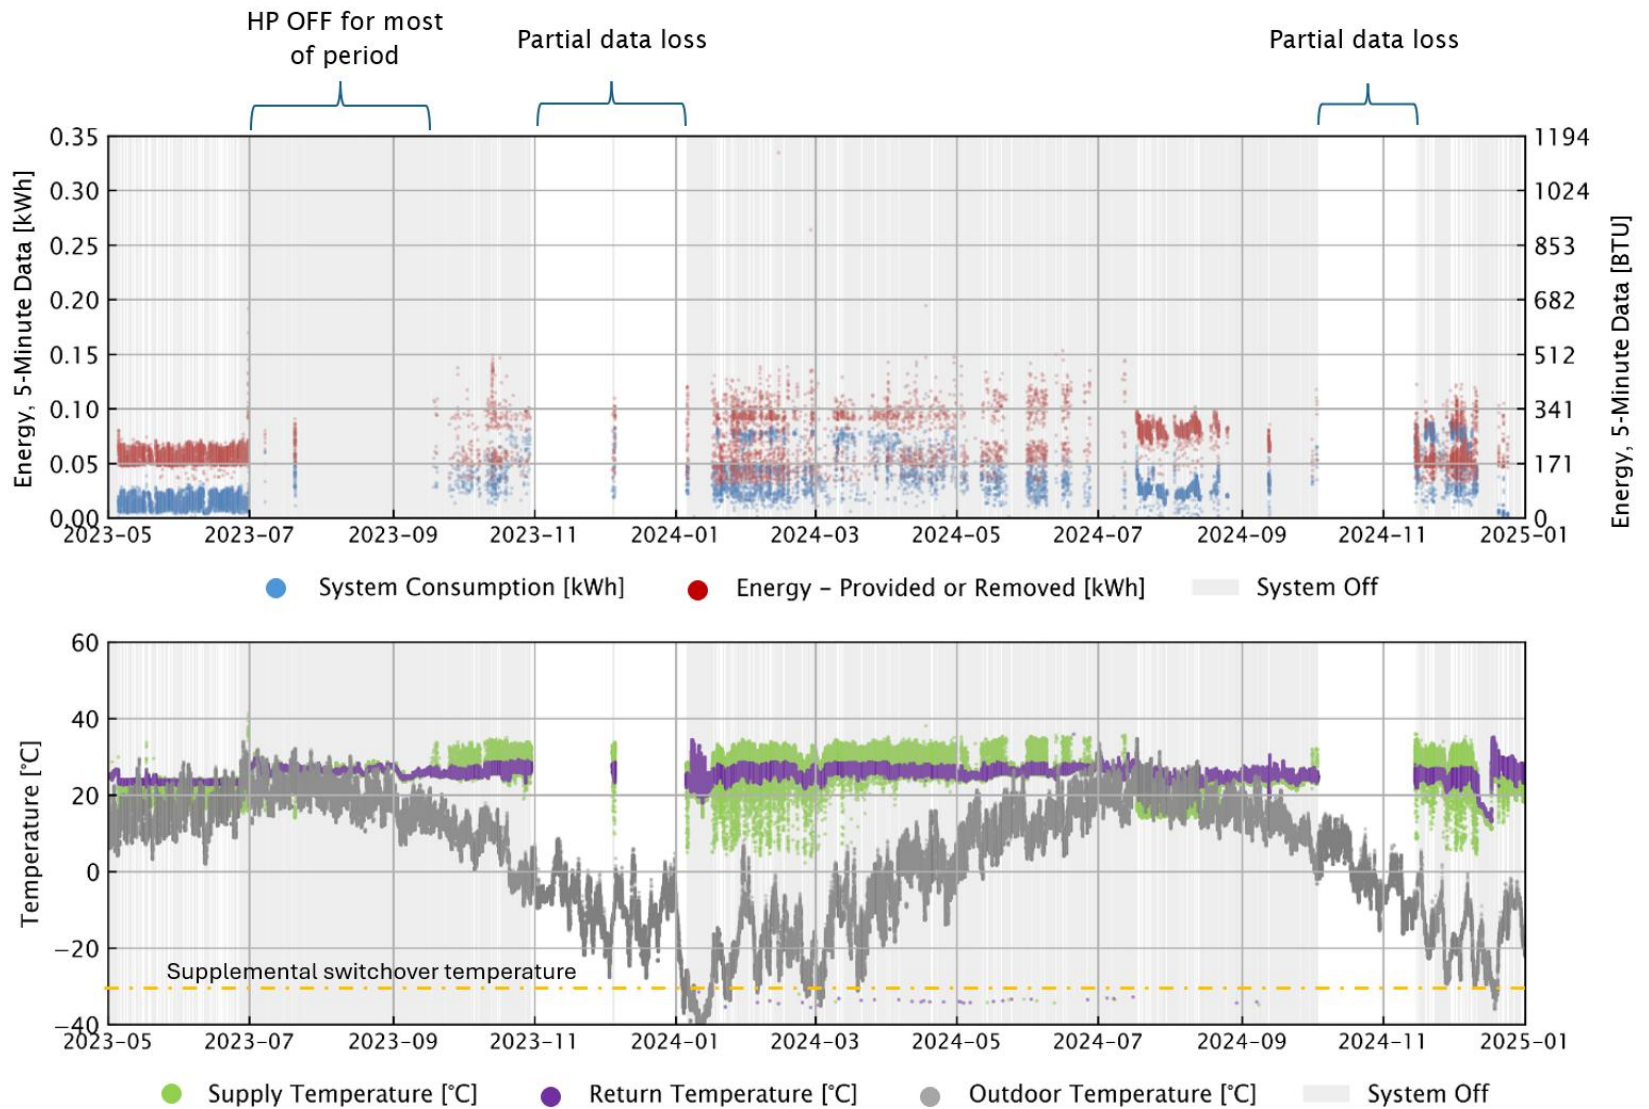 HP OFF for most
of period
Partial data loss
Partial data loss
Energy, 5-Minute Data [kWh]
0.35
0.30
0.25
0.20
0.15
0.10
0.05
0.00
1194
1024
853
682
512
341
171
0
Energy, 5-Minute Data [BTU]
2023-05 2023-07 2023-09 2023-11 2024-01 2024-03 2024-05 2024-07 2024-09 2024-11 2025-01
System Consumption [kWh] Energy – Provided or Removed [kWh] System Off
Temperature [°C]
60
40
20
0
−20
−40
Supplemental switchover temperature
2023-05 2023-07 2023-09 2023-11 2024-01 2024-03 2024-05 2024-07 2024-09 2024-11 2025-01
Supply Temperature [°C] Return Temperature [°C] Outdoor Temperature [°C] System Off